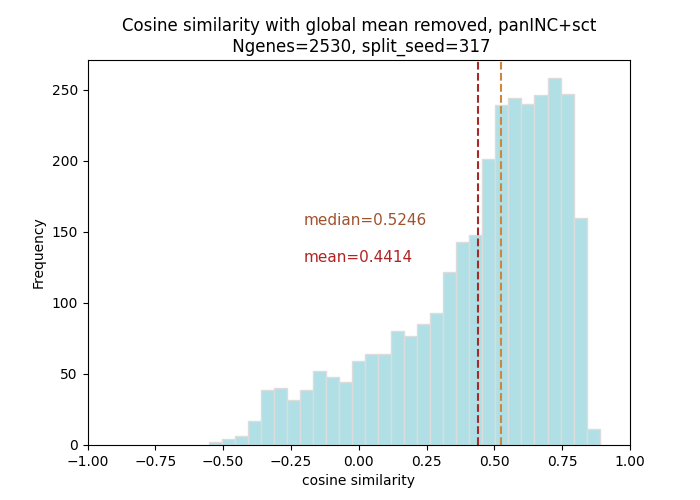 Cosine similarity with global mean removed, panINC+sct
Ngenes=2530, split_seed=317
250
200
150
100
50
0
Frequency
median=0.5246
mean=0.4414
−1.00 −0.75 −0.50 −0.25 0.00 0.25 0.50 0.75 1.00
cosine similarity